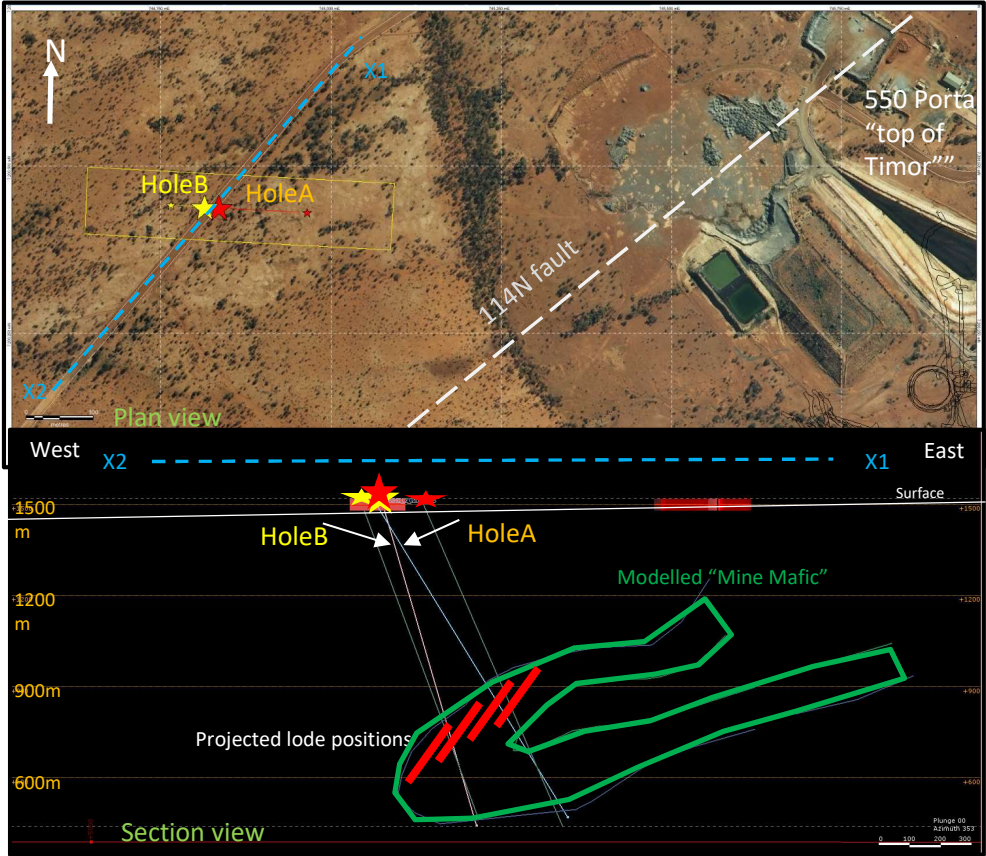 N
X1
550 Porta
"top of
Timor""
HoleB
HoleA
114N fault
X2
Plan view
West
X2
X1
East
Surface
1500
m
+1500
HoleB
HoleA
Modelled "Mine Mafic"
1200
m
+1200
900m
+900
Projected lode positions
600m
+600
Section view
Plunge 00
Azimuth 353
0 100 200 300